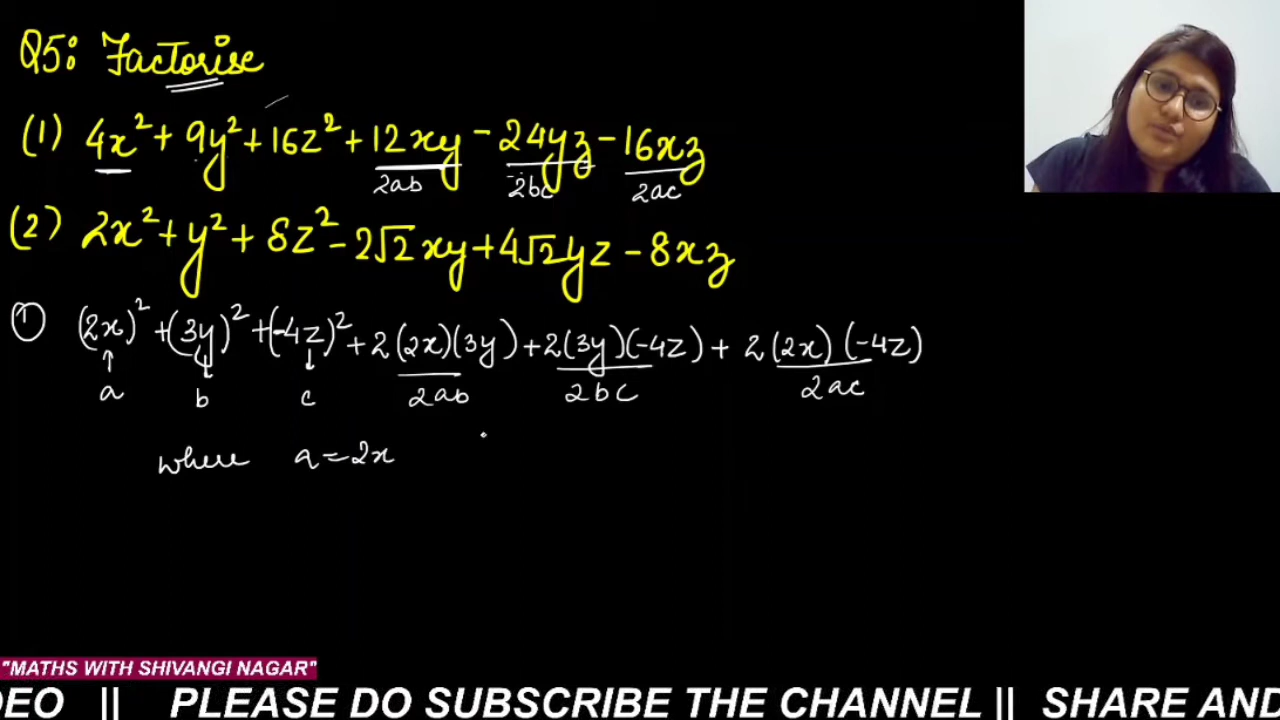 Q5: Factorise
(1) 4x² + 9y² + 16z² + 12xy - 24yz - 16xz
2ab 2bc 2ac
(2) 2x² + y² + 8z² - 2√2 xy + 4√2 yz - 8xz
① (2x)² + (3y)² + (-4z)² + 2(2x)(3y) + 2(3y)(-4z) + 2(2x)(-4z)
a b c 2ab 2bc 2ac
where a = 2x
"MATHS WITH SHIVANGI NAGAR"
DEO || PLEASE DO SUBSCRIBE THE CHANNEL || SHARE AND